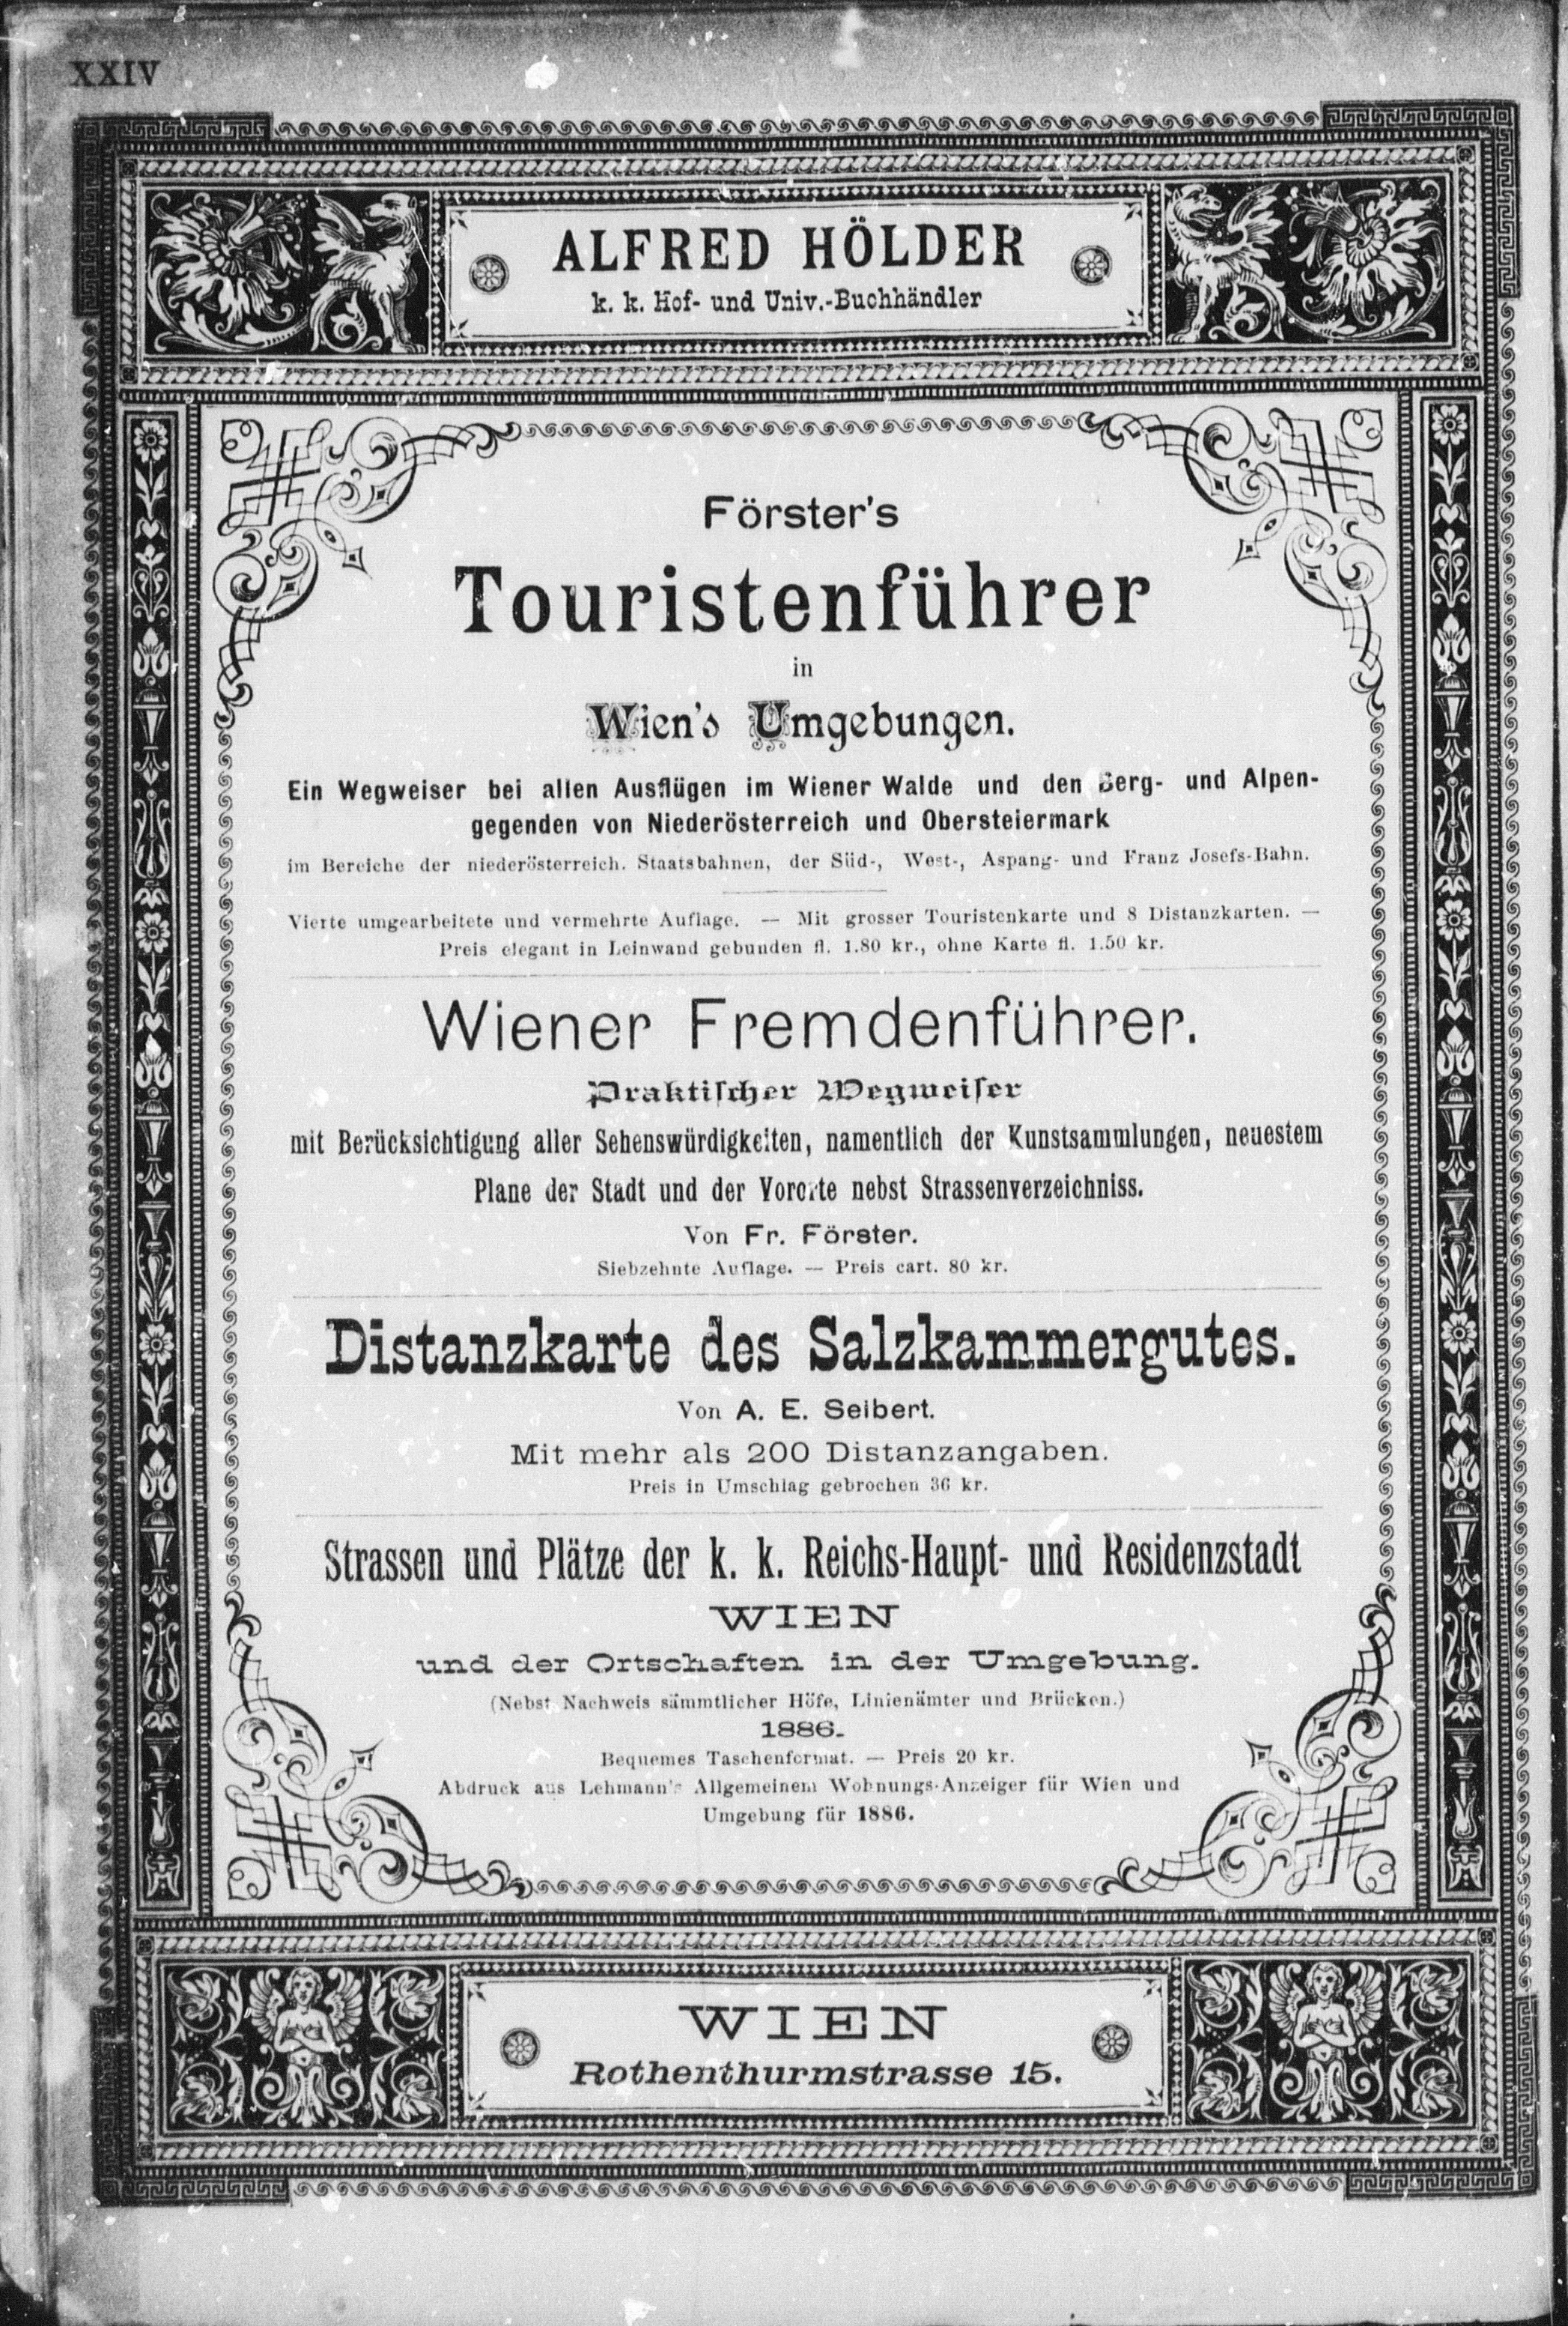 XXIV
ALFRED HÖLDER
k. k. Hof- und Univ.-Buchhändler
Förster's
Touristenführer
in
Wien's Umgebungen.
Ein Wegweiser bei allen Ausflügen im Wiener Walde und den Berg- und Alpen-
gegenden von Niederösterreich und Obersteiermark
im Bereiche der niederösterreich. Staatsbahnen, der Süd-, West-, Aspang- und Franz Josefs-Bahn.
Vierte umgearbeitete und vermehrte Auflage. — Mit grosser Touristenkarte und 8 Distanzkarten. —
Preis elegant in Leinwand gebunden fl. 1.80 kr., ohne Karte fl. 1.50 kr.
Wiener Fremdenführer.
Praktiſcher Wegweiſer
mit Berücksichtigung aller Sehenswürdigkeiten, namentlich der Kunstsammlungen, neuestem
Plane der Stadt und der Vororte nebst Strassenverzeichniss.
Von Fr. Förster.
Siebzehnte Auflage. — Preis cart. 80 kr.
Distanzkarte des Salzkammergutes.
Von A. E. Seibert.
Mit mehr als 200 Distanzangaben.
Preis in Umschlag gebrochen 36 kr.
Strassen und Plätze der k. k. Reichs-Haupt- und Residenzstadt
WIEN
und der Ortschaften in der Umgebung.
(Nebst Nachweis sämmtlicher Höfe, Linienämter und Brücken.)
1886.
Bequemes Taschenformat. — Preis 20 kr.
Abdruck aus Lehmann's Allgemeinem Wohnungs-Anzeiger für Wien und
Umgebung für 1886.
WIEN
Rothenthurmstrasse 15.